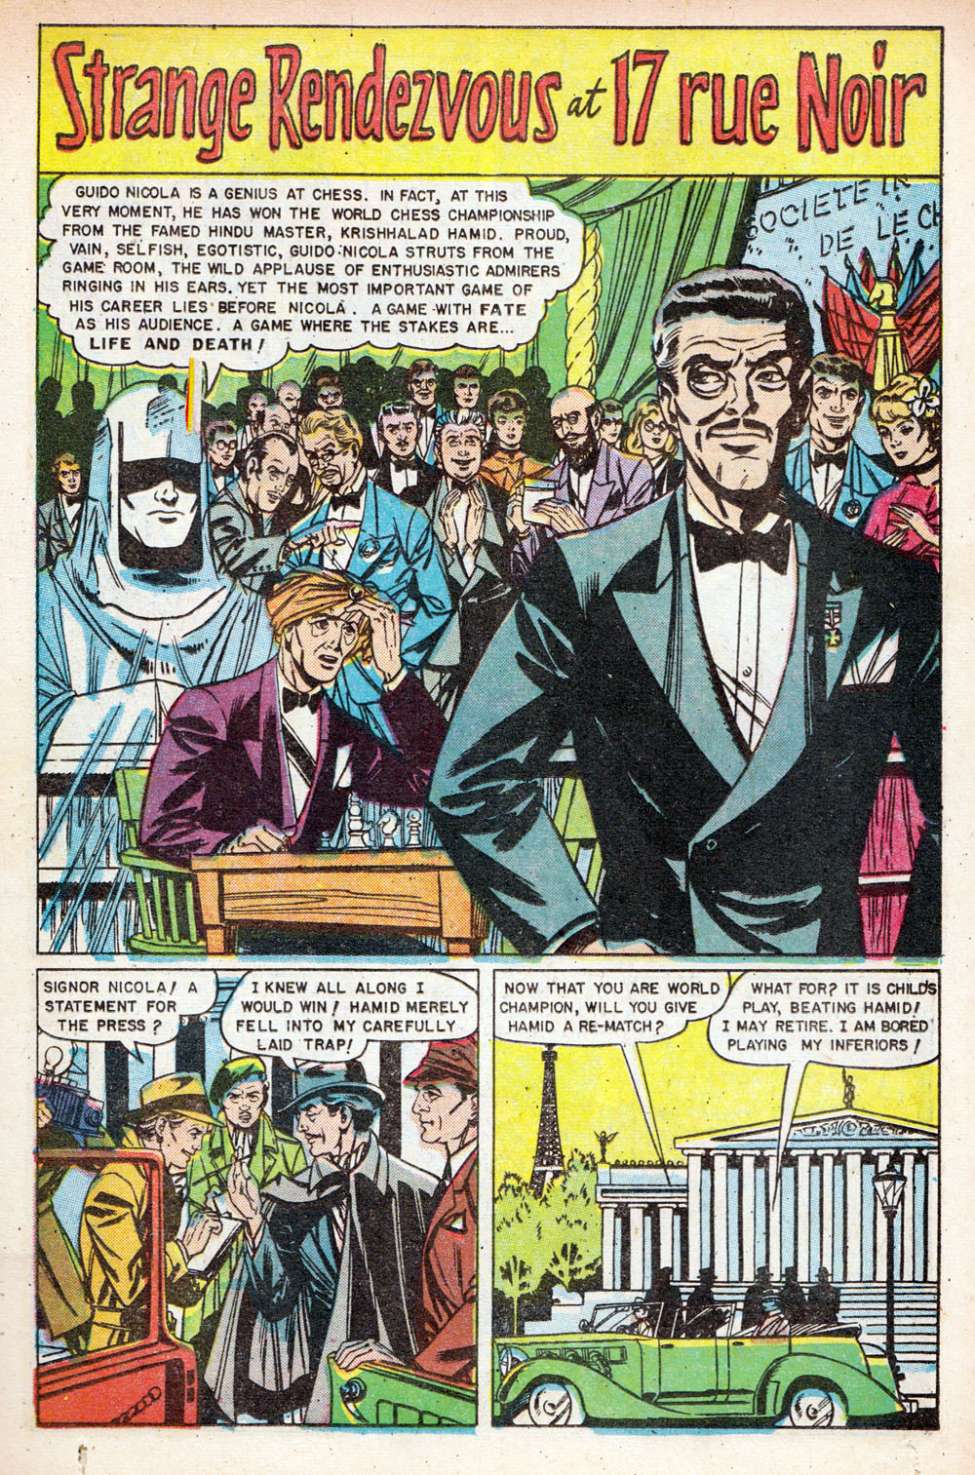 Strange Rendezvous at 17 rue Noir
GUIDO NICOLA IS A GENIUS AT CHESS. IN FACT, AT THIS
VERY MOMENT, HE HAS WON THE WORLD CHESS CHAMPIONSHIP
FROM THE FAMED HINDU MASTER, KRISHHALAD HAMID. PROUD,
VAIN, SELFISH, EGOTISTIC, GUIDO NICOLA STRUTS FROM THE
GAME ROOM, THE WILD APPLAUSE OF ENTHUSIASTIC ADMIRERS
RINGING IN HIS EARS. YET THE MOST IMPORTANT GAME OF
HIS CAREER LIES BEFORE NICOLA. A GAME WITH FATE
AS HIS AUDIENCE. A GAME WHERE THE STAKES ARE...
LIFE AND DEATH!
SOCIETE IN
DE LE CH
SIGNOR NICOLA! A
STATEMENT FOR
THE PRESS?
I KNEW ALL ALONG I
WOULD WIN! HAMID MERELY
FELL INTO MY CAREFULLY
LAID TRAP!
NOW THAT YOU ARE WORLD
CHAMPION, WILL YOU GIVE
HAMID A RE-MATCH?
WHAT FOR? IT IS CHILD'S
PLAY, BEATING HAMID!
I MAY RETIRE. I AM BORED
PLAYING MY INFERIORS!